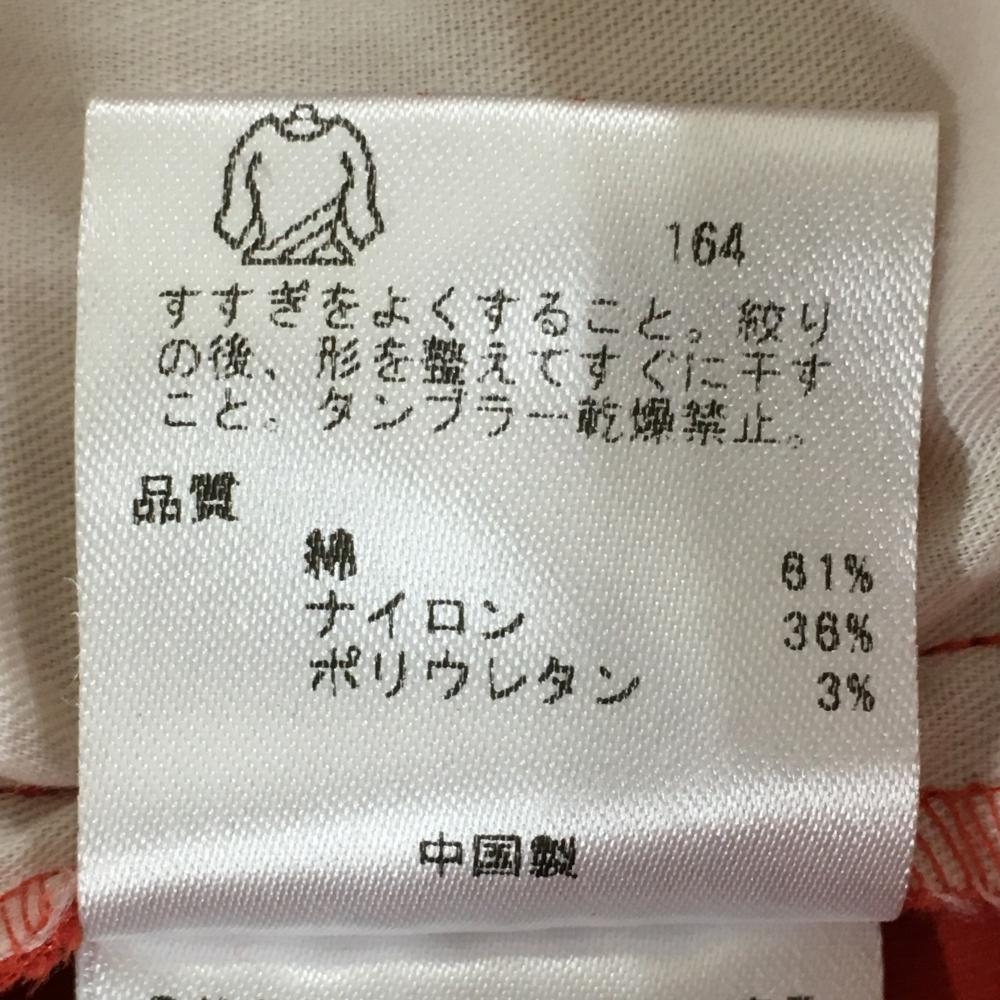 164
すすぎをよくすること。絞り
の後、形を整えてすぐに干す
こと。タンブラー乾燥禁止。
品質
綿 61%
ナイロン 36%
ポリウレタン 3%
中国製